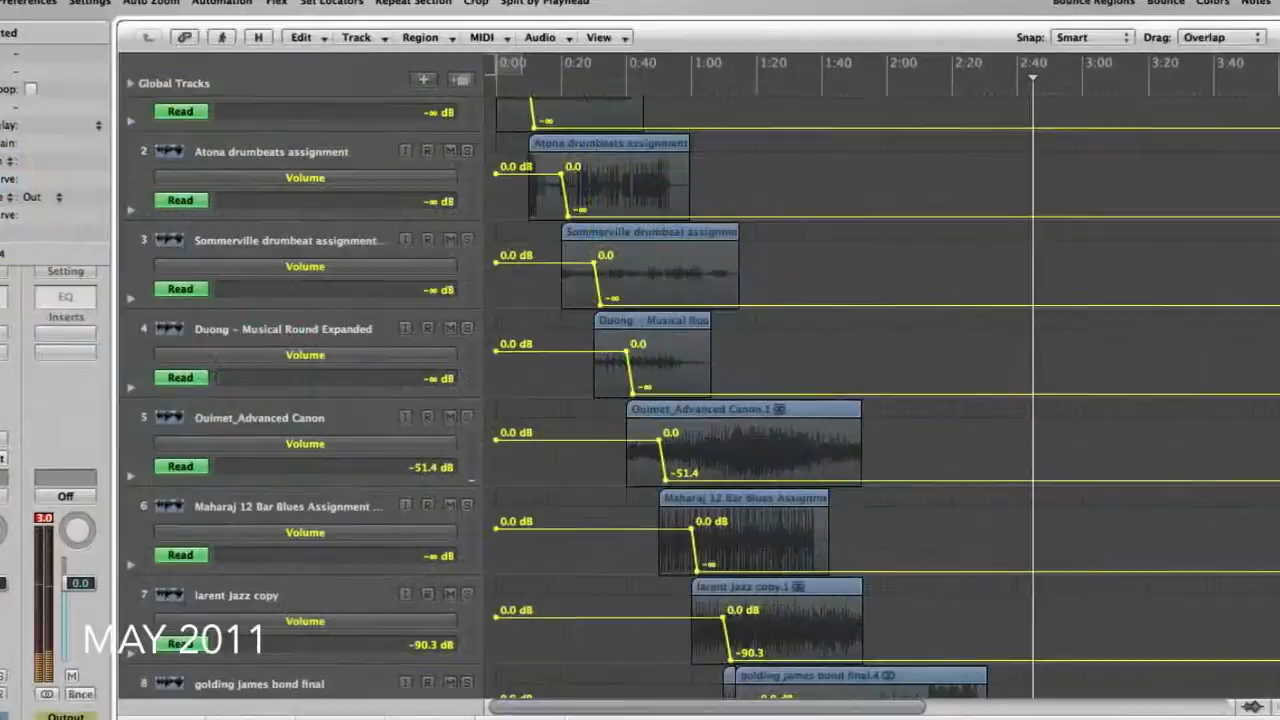 Preferences Settings Auto Zoom Automation Flex Set Locators Repeat Section Crop Split by Playhead Bounce Regions Bounce Colors Notes
H Edit Track Region MIDI Audio View Snap: Smart Drag: Overlap
0:00 0:20 0:40 1:00 1:20 1:40 2:00 2:20 2:40 3:00 3:20 3:40
Global Tracks
Read -∞ dB -∞
2 Atona drumbeats assignment I R M S Atona drumbeats assignment
Volume 0.0 dB 0.0
Read -∞ dB -∞
3 Sommerville drumbeat assignment... I R M S Sommerville drumbeat assignm
Volume 0.0 dB 0.0
Read -∞ dB -∞
4 Duong - Musical Round Expanded I R M S Duong - Musical Rou
Volume 0.0 dB 0.0
Read -∞ dB -∞
5 Ouimet_Advanced Canon I R M S Ouimet_Advanced Canon.1
Volume 0.0 dB 0.0
Read -51.4 dB -51.4
6 Maharaj 12 Bar Blues Assignment ... I R M S Maharaj 12 Bar Blues Assignm
Volume 0.0 dB 0.0 dB
Read -∞ dB -∞
7 larent Jazz copy I R M S larent Jazz copy.1
Volume 0.0 dB 0.0 dB
Read -90.3 dB -90.3
8 golding james bond final I R M S golding james bond final.4
Out
Setting
EQ
Inserts
Off
3.0
0.0
M
Bnce
Output
MAY 2011